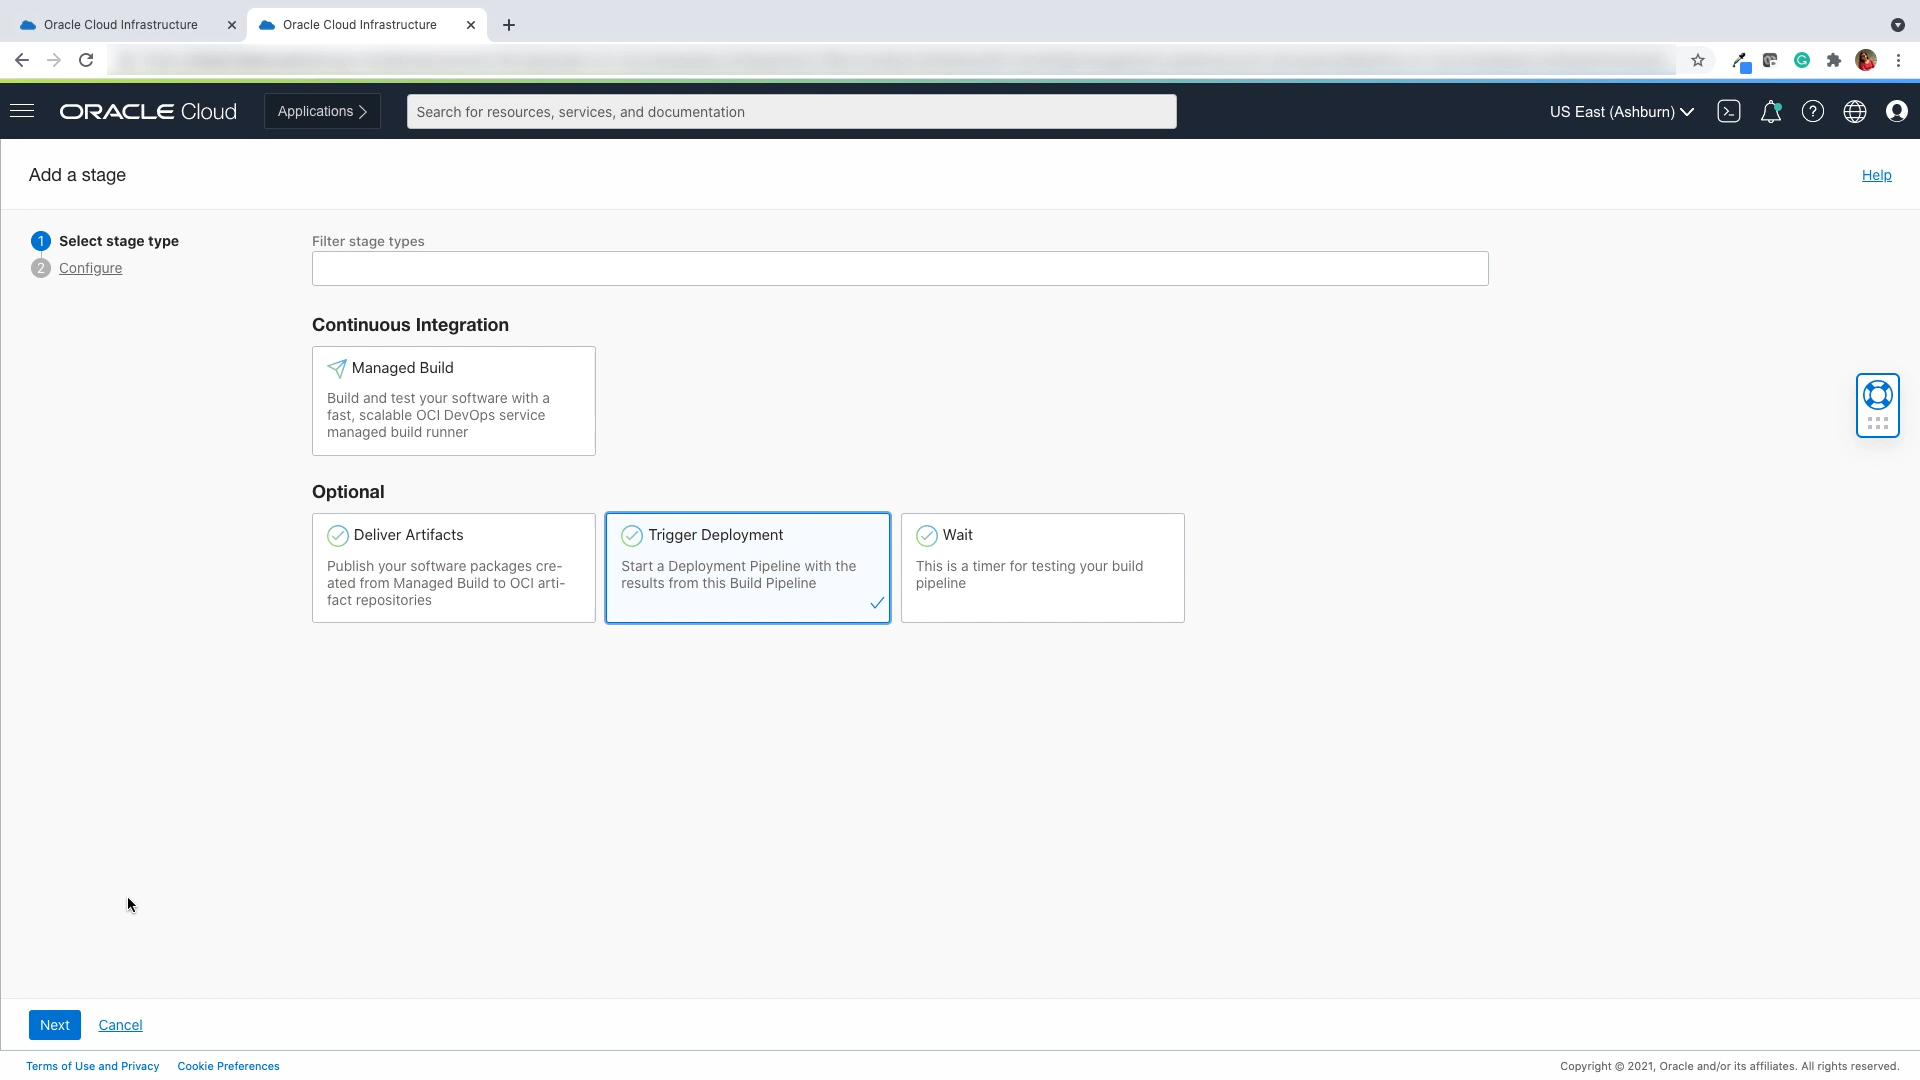 Oracle Cloud Infrastructure
Oracle Cloud Infrastructure
ORACLE Cloud
Applications
Search for resources, services, and documentation
US East (Ashburn)
Add a stage
Help
1 Select stage type
2 Configure
Filter stage types
Continuous Integration
Managed Build
Build and test your software with a
fast, scalable OCI DevOps service
managed build runner
Optional
Deliver Artifacts
Publish your software packages cre-
ated from Managed Build to OCI arti-
fact repositories
Trigger Deployment
Start a Deployment Pipeline with the
results from this Build Pipeline
Wait
This is a timer for testing your build
pipeline
Next
Cancel
Terms of Use and Privacy
Cookie Preferences
Copyright © 2021, Oracle and/or its affiliates. All rights reserved.